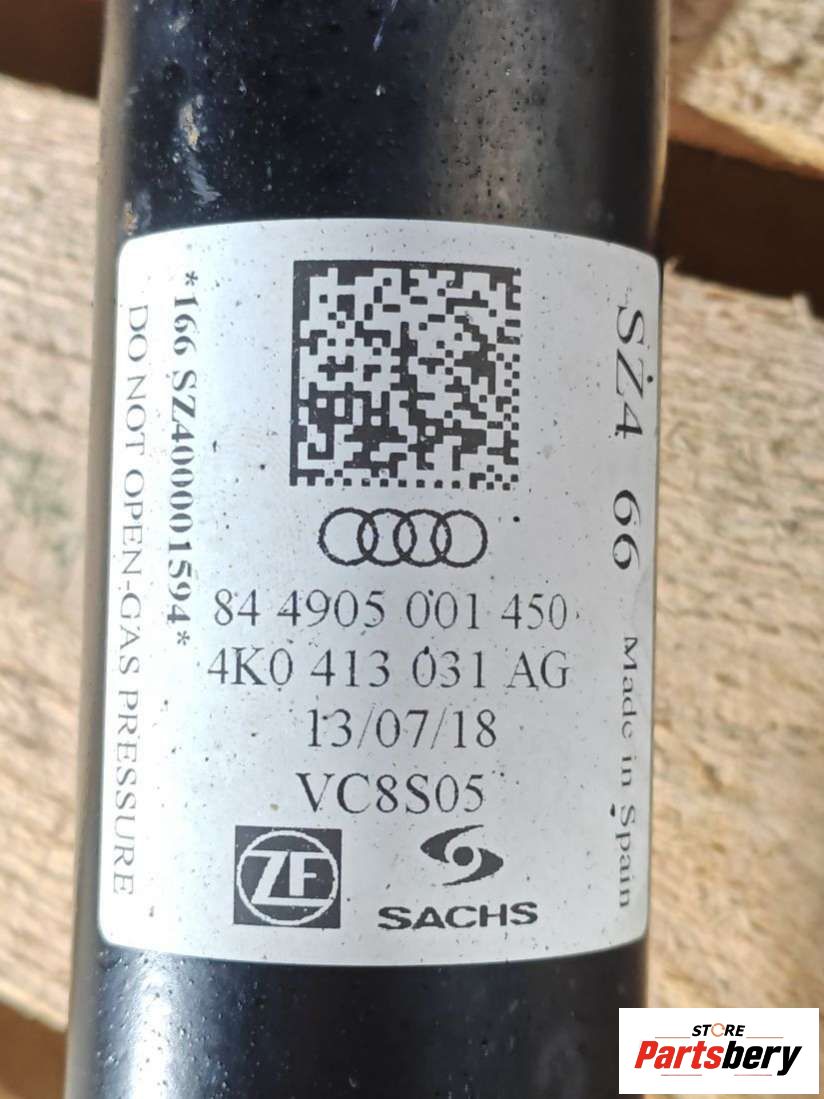 84 4905 001 450
4K0 413 031 AG
13/07/18
VC8S05
ZF
SACHS
*166 SZ400001594*
DO NOT OPEN-GAS PRESSURE
SZ4 66 Made in Spain
STORE
Partsbery